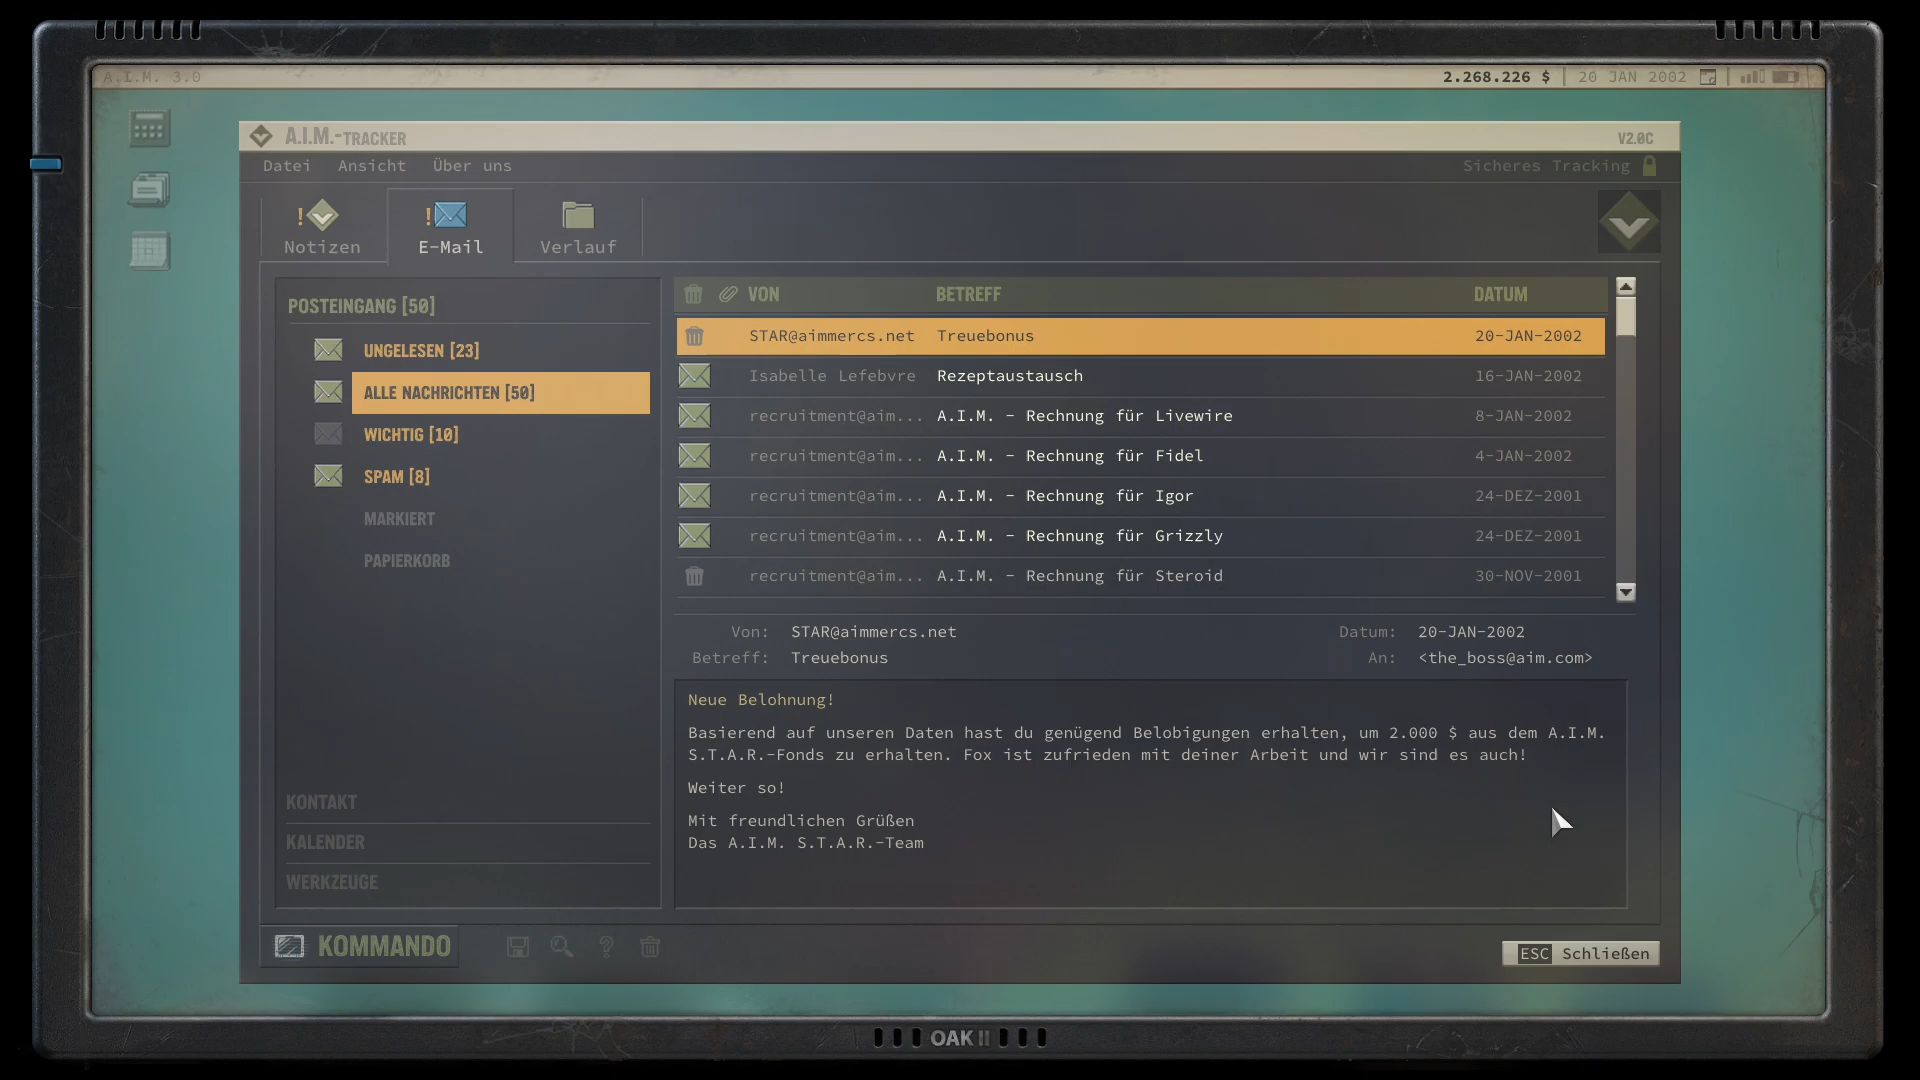 A.I.M. 3.0
2.268.226 $ | 20 JAN 2002
A.I.M.-TRACKER
V2.0C
Datei Ansicht Über uns
Sicheres Tracking
! Notizen
! E-Mail
Verlauf
POSTEINGANG [50]
UNGELESEN [23]
ALLE NACHRICHTEN [50]
WICHTIG [10]
SPAM [8]
MARKIERT
PAPIERKORB
KONTAKT
KALENDER
WERKZEUGE
VON BETREFF DATUM
STAR@aimmercs.net Treuebonus 20-JAN-2002
Isabelle Lefebvre Rezeptaustausch 16-JAN-2002
recruitment@aim... A.I.M. - Rechnung für Livewire 8-JAN-2002
recruitment@aim... A.I.M. - Rechnung für Fidel 4-JAN-2002
recruitment@aim... A.I.M. - Rechnung für Igor 24-DEZ-2001
recruitment@aim... A.I.M. - Rechnung für Grizzly 24-DEZ-2001
recruitment@aim... A.I.M. - Rechnung für Steroid 30-NOV-2001
Von: STAR@aimmercs.net Datum: 20-JAN-2002
Betreff: Treuebonus An: <the_boss@aim.com>
Neue Belohnung!
Basierend auf unseren Daten hast du genügend Belobigungen erhalten, um 2.000 $ aus dem A.I.M.
S.T.A.R.-Fonds zu erhalten. Fox ist zufrieden mit deiner Arbeit und wir sind es auch!
Weiter so!
Mit freundlichen Grüßen
Das A.I.M. S.T.A.R.-Team
KOMMANDO
?
ESC Schließen
OAK II